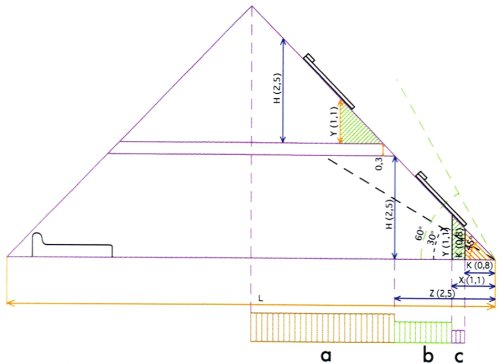 H (2,5)
Y (1,1)
0,3
H (2,5)
60°
30°
Y (1,1)
K (0,8)
45°
K (0,8)
X (1,1)
Z (2,5)
L
a
b
c